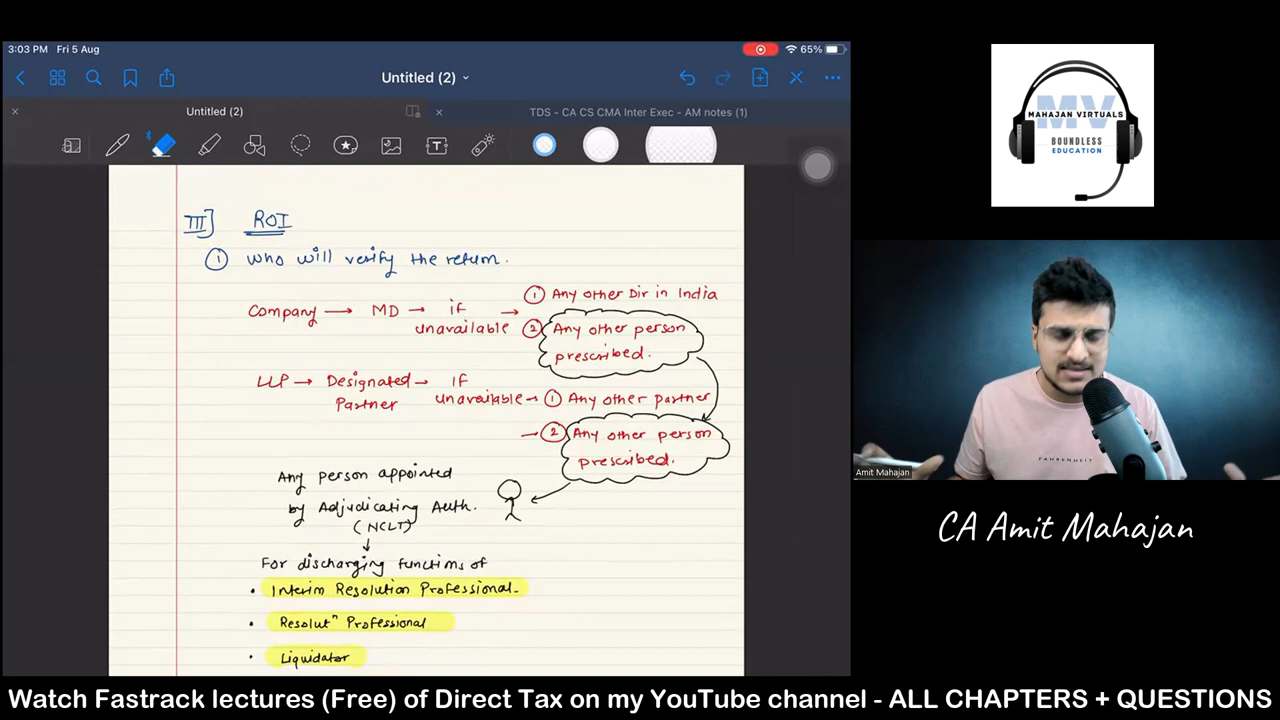 3:03 PM Fri 5 Aug
65%
Untitled (2)
Untitled (2)
TDS - CA CS CMA Inter Exec - AM notes (1)
III] ROI
① Who will verify the return.
Company → MD → if unavailable →
① Any other Dir in India
② Any other person
prescribed.
LLP → Designated Partner → IF
unavailable → ① Any other partner
→ ② Any other person
prescribed.
Any person appointed
by Adjudicating Auth.
(NCLT)
↓
For discharging functions of
• Interim Resolution Professional.
• Resolutⁿ Professional
• Liquidator
MV
MAHAJAN VIRTUALS
BOUNDLESS
EDUCATION
FAHRENHEIT
Amit Mahajan
CA Amit Mahajan
Watch Fastrack lectures (Free) of Direct Tax on my YouTube channel - ALL CHAPTERS + QUESTIONS